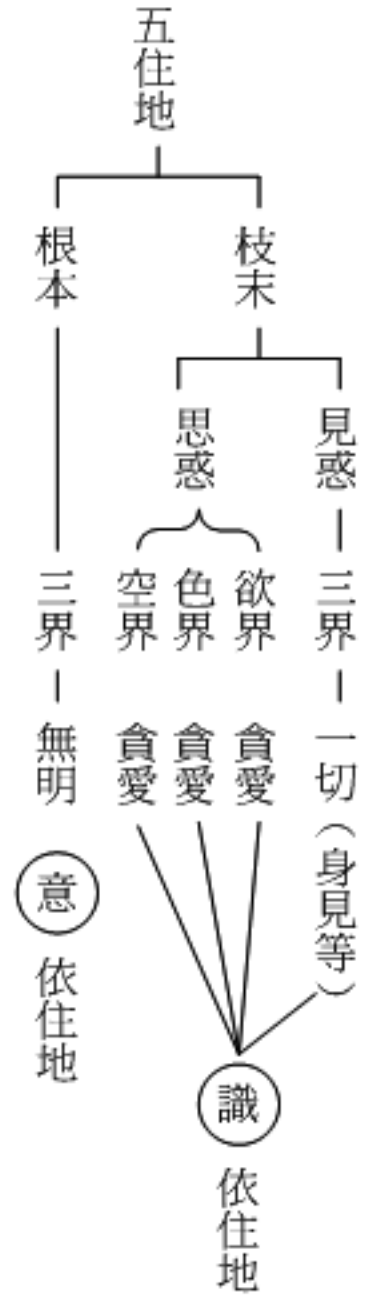 五住地
枝末
見惑
三界
一切（身見等）
思惑
欲界
貪愛
色界
貪愛
空界
貪愛
識
依住地
根本
三界
無明
意
依住地